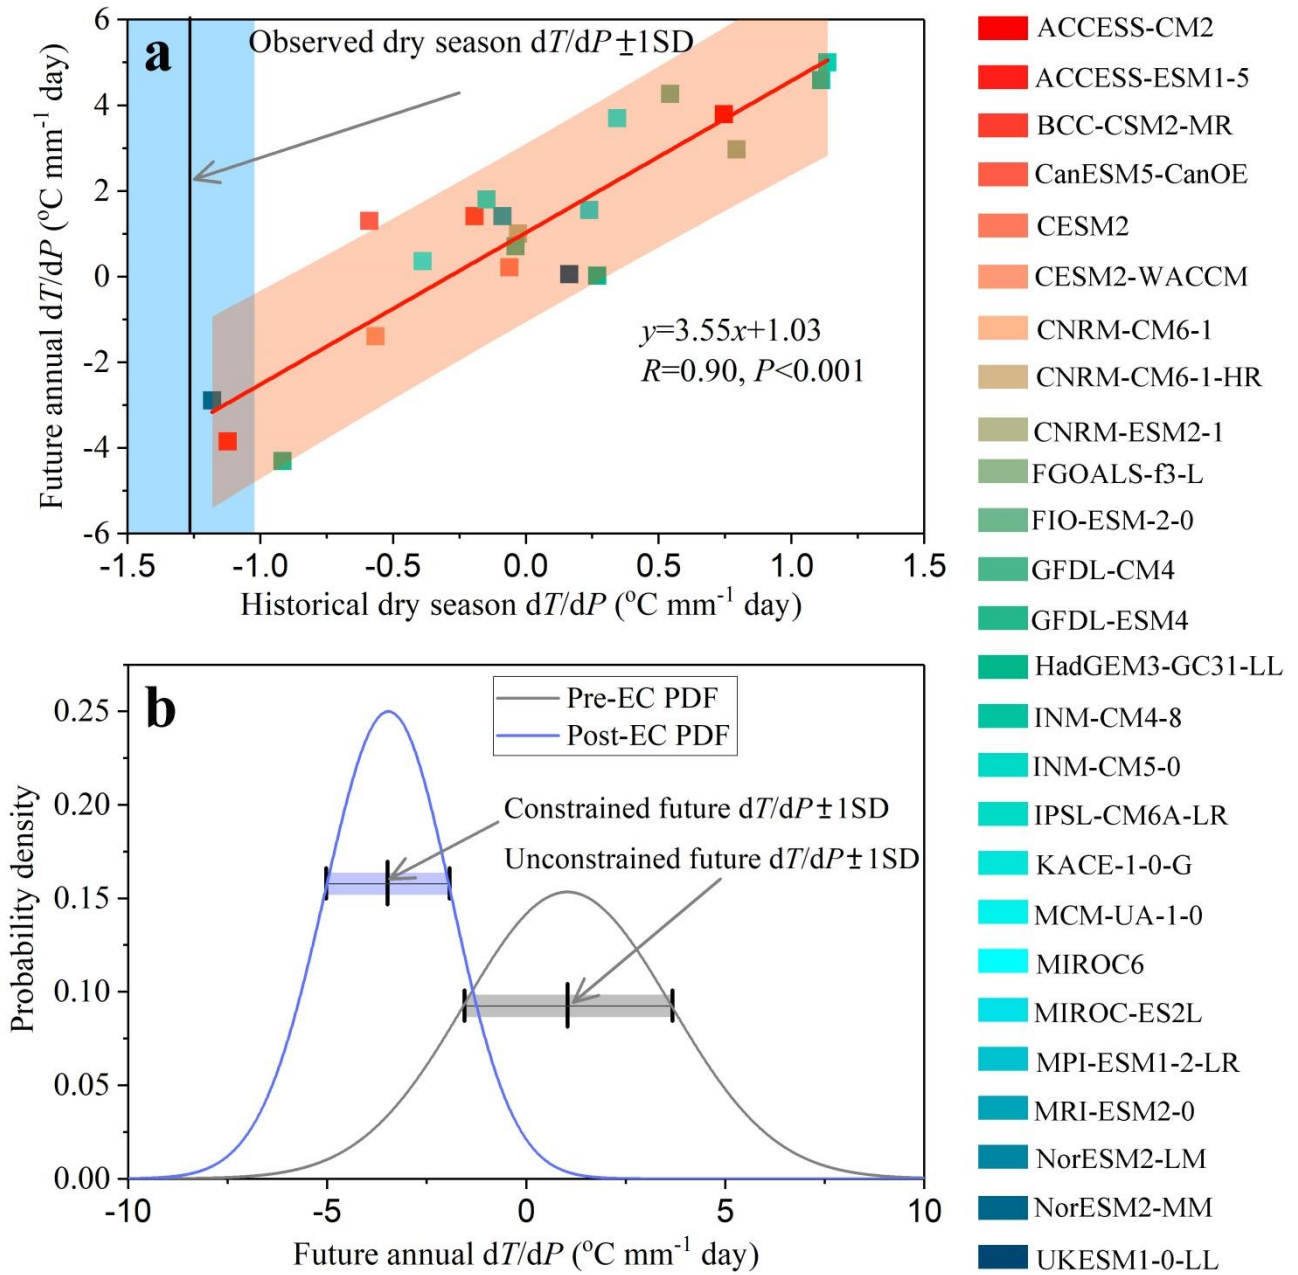 a
Observed dry season dT/dP±1SD
Future annual dT/dP (°C mm-1 day)
6
4
2
0
-2
-4
-6
y=3.55x+1.03
R=0.90, P<0.001
-1.5 -1.0 -0.5 0.0 0.5 1.0 1.5
Historical dry season dT/dP (°C mm-1 day)
b
Pre-EC PDF
Post-EC PDF
Constrained future dT/dP±1SD
Unconstrained future dT/dP±1SD
Probability density
0.25
0.20
0.15
0.10
0.05
0.00
-10 -5 0 5 10
Future annual dT/dP (°C mm-1 day)
ACCESS-CM2
ACCESS-ESM1-5
BCC-CSM2-MR
CanESM5-CanOE
CESM2
CESM2-WACCM
CNRM-CM6-1
CNRM-CM6-1-HR
CNRM-ESM2-1
FGOALS-f3-L
FIO-ESM-2-0
GFDL-CM4
GFDL-ESM4
HadGEM3-GC31-LL
INM-CM4-8
INM-CM5-0
IPSL-CM6A-LR
KACE-1-0-G
MCM-UA-1-0
MIROC6
MIROC-ES2L
MPI-ESM1-2-LR
MRI-ESM2-0
NorESM2-LM
NorESM2-MM
UKESM1-0-LL